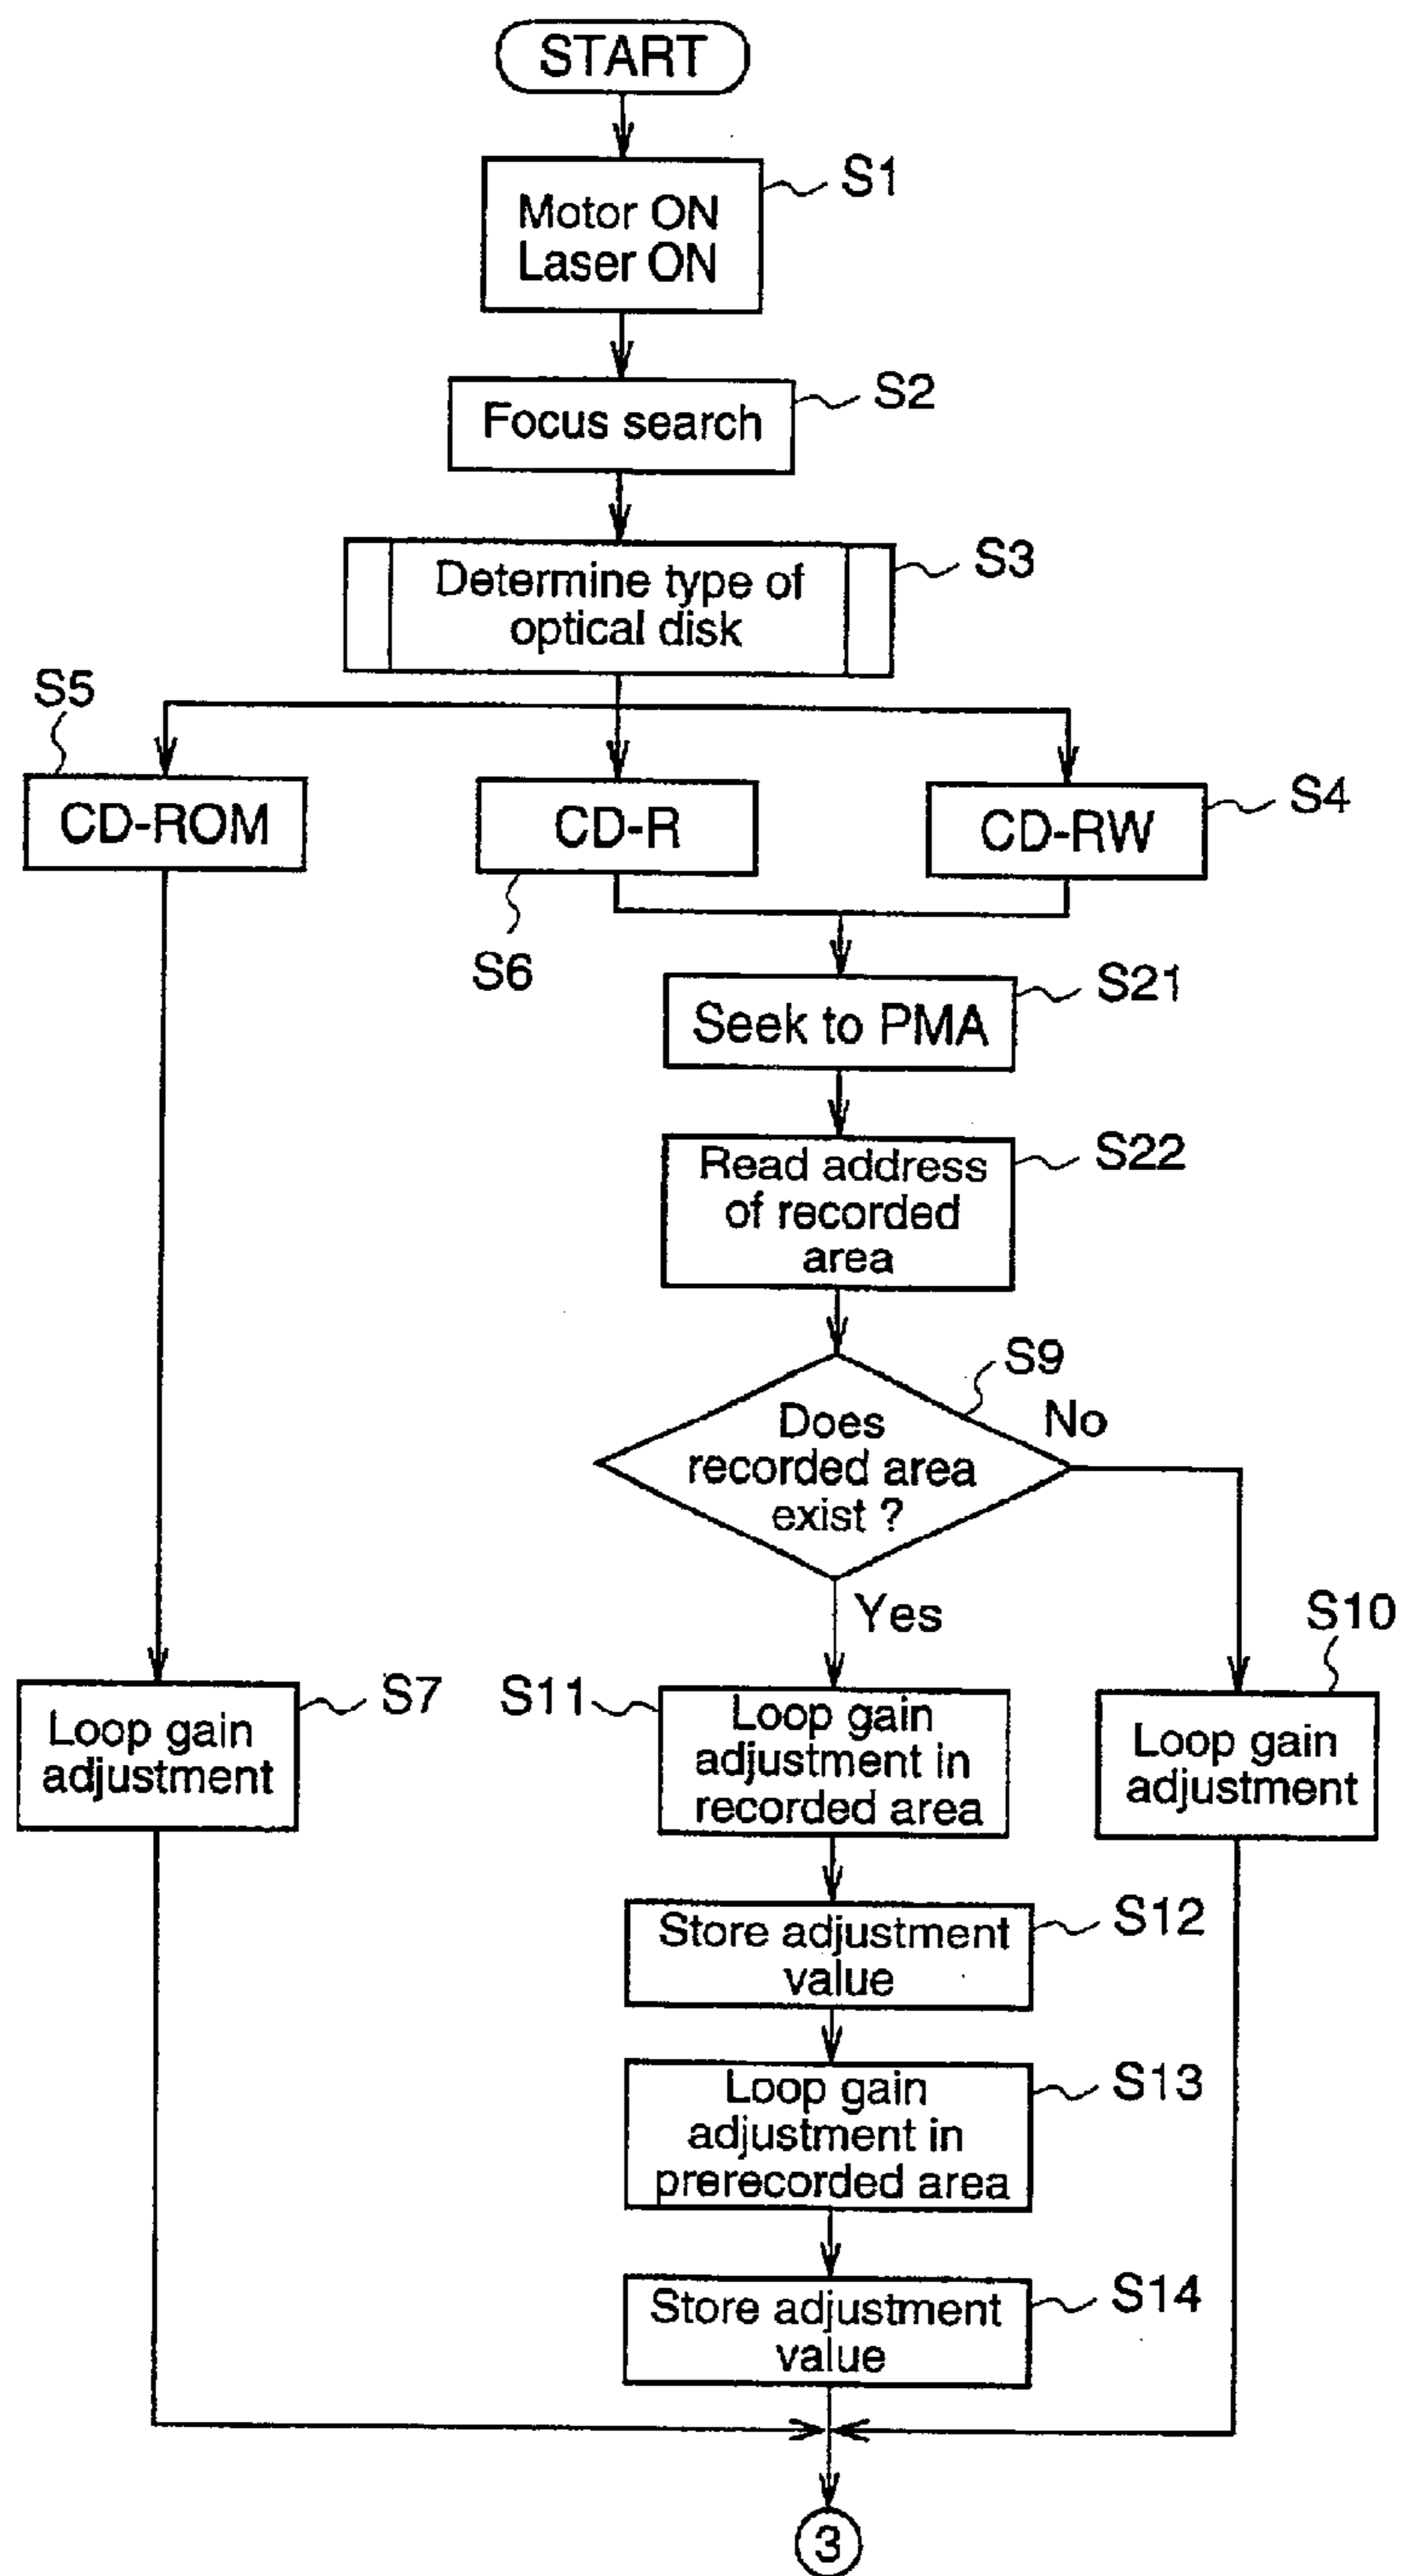 START
S1
Motor ON
Laser ON
S2
Focus search
S3
Determine type of
optical disk
S5
CD-ROM
CD-R
CD-RW
S4
S6
S21
Seek to PMA
S22
Read address
of recorded
area
S9
Does
recorded area
exist ?
No
Yes
S10
S7
Loop gain
adjustment
S11
Loop gain
adjustment in
recorded area
Loop gain
adjustment
S12
Store adjustment
value
S13
Loop gain
adjustment in
prerecorded area
S14
Store adjustment
value
3